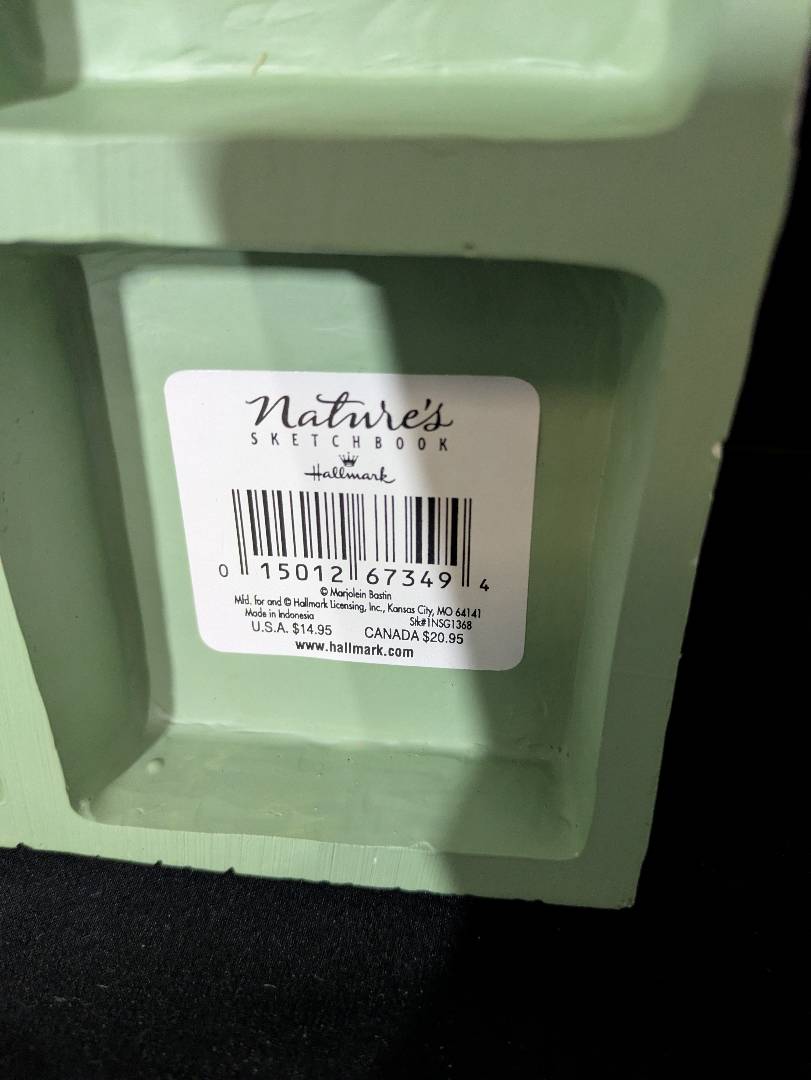 Nature's
SKETCHBOOK
Hallmark
0 15012 67349 4
© Marjolein Bastin
Mfd. for and © Hallmark Licensing, Inc., Kansas City, MO 64141
Made in Indonesia Stk#1NSG1368
U.S.A. $14.95 CANADA $20.95
www.hallmark.com